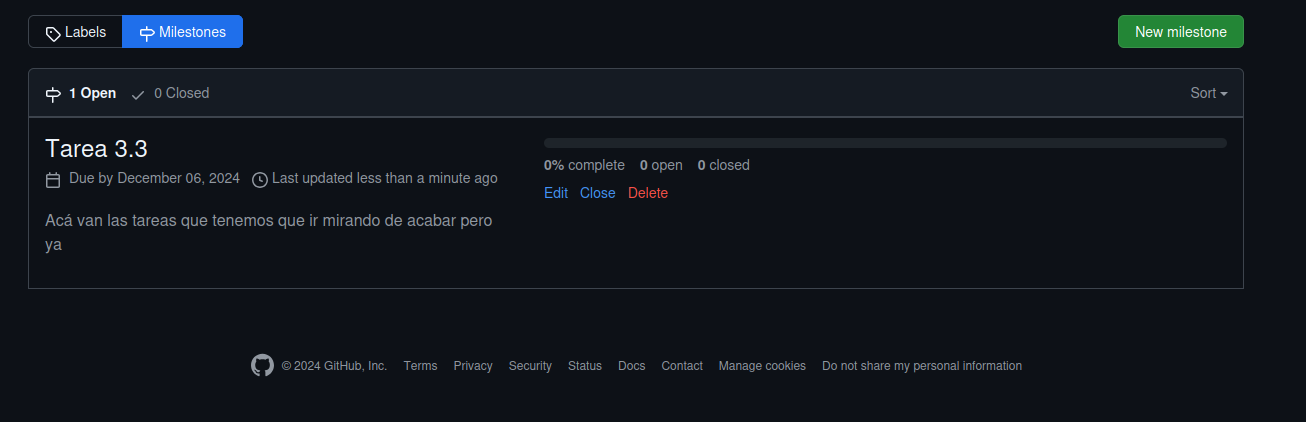 Labels Milestones New milestone
1 Open 0 Closed Sort
Tarea 3.3
Due by December 06, 2024 Last updated less than a minute ago
Acá van las tareas que tenemos que ir mirando de acabar pero
ya
0% complete 0 open 0 closed
Edit Close Delete
© 2024 GitHub, Inc. Terms Privacy Security Status Docs Contact Manage cookies Do not share my personal information